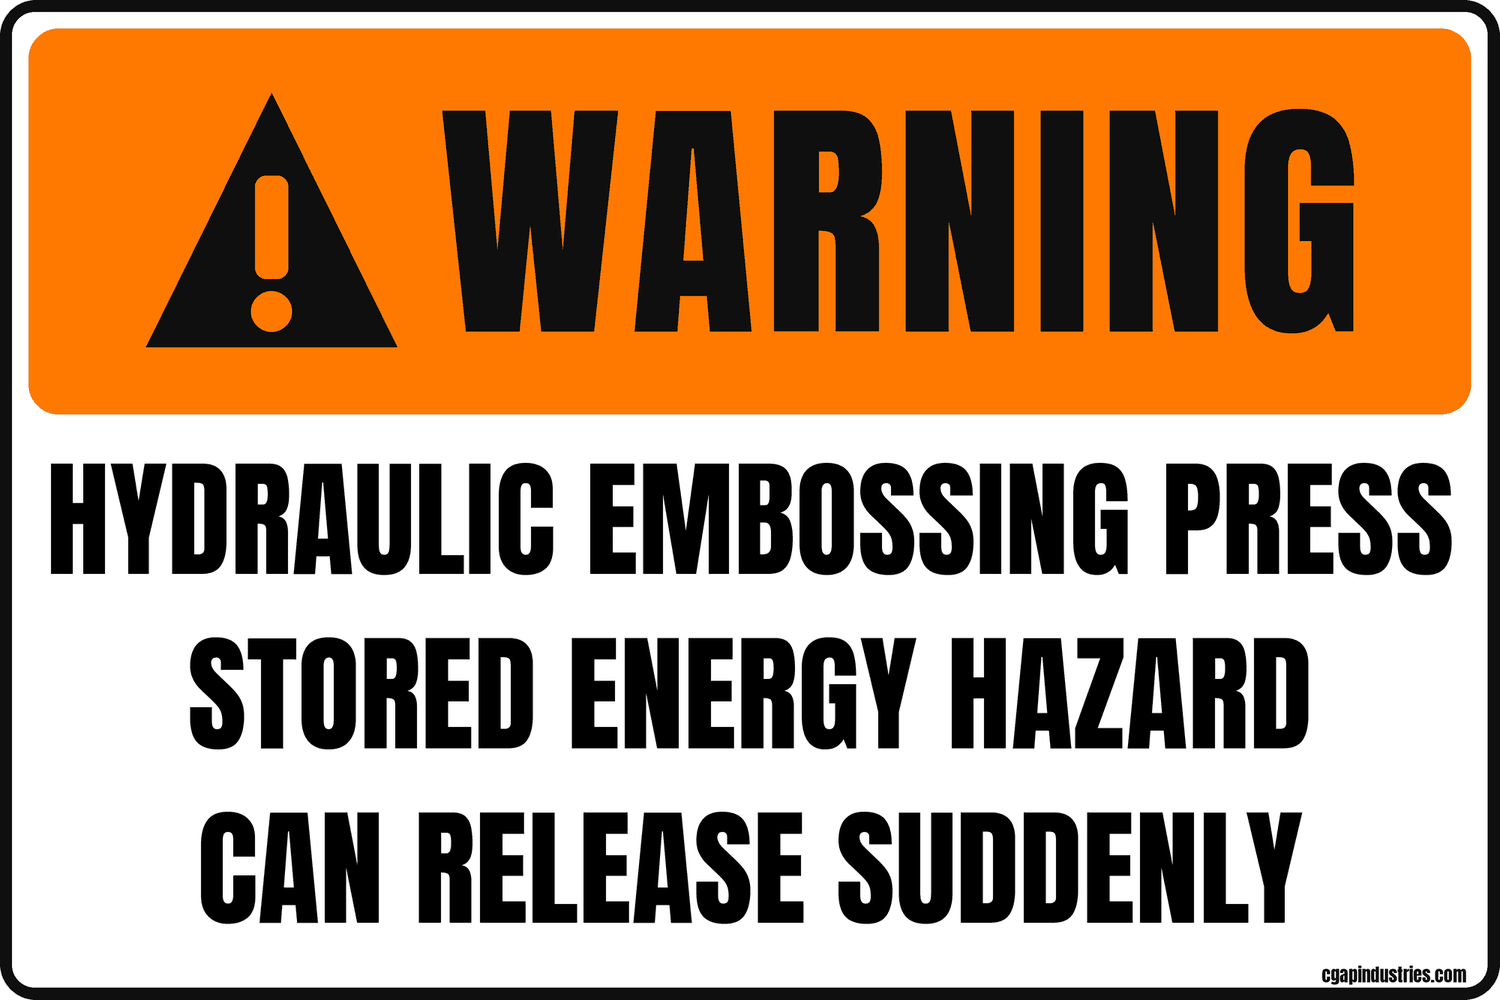 WARNING
HYDRAULIC EMBOSSING PRESS
STORED ENERGY HAZARD
CAN RELEASE SUDDENLY
cgapindustries.com